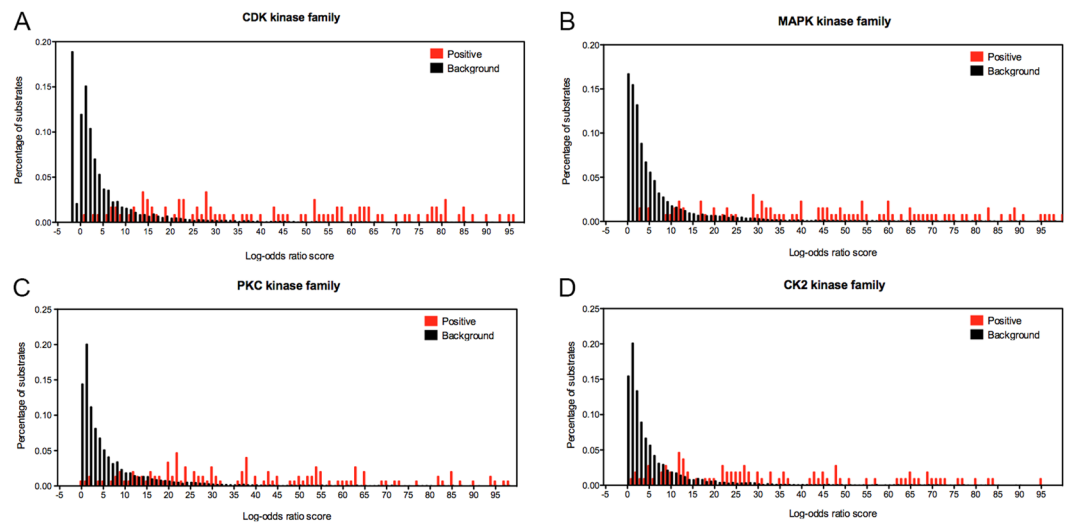 A
CDK kinase family
0.20
0.15
0.10
0.05
0.00
Percentage of substrates
Positive
Background
-5 0 5 10 15 20 25 30 35 40 45 50 55 60 65 70 75 80 85 90 95
Log-odds ratio score
B
MAPK kinase family
0.20
0.15
0.10
0.05
0.00
Percentage of substrates
Positive
Background
-5 0 5 10 15 20 25 30 35 40 45 50 55 60 65 70 75 80 85 90 95
Log-odds ratio score
C
PKC kinase family
0.25
0.20
0.15
0.10
0.05
0.00
Percentage of substrates
Positive
Background
-5 0 5 10 15 20 25 30 35 40 45 50 55 60 65 70 75 80 85 90 95
Log-odds ratio score
D
CK2 kinase family
0.25
0.20
0.15
0.10
0.05
0.00
Percentage of substrates
Positive
Background
-5 0 5 10 15 20 25 30 35 40 45 50 55 60 65 70 75 80 85 90 95
Log-odds ratio score